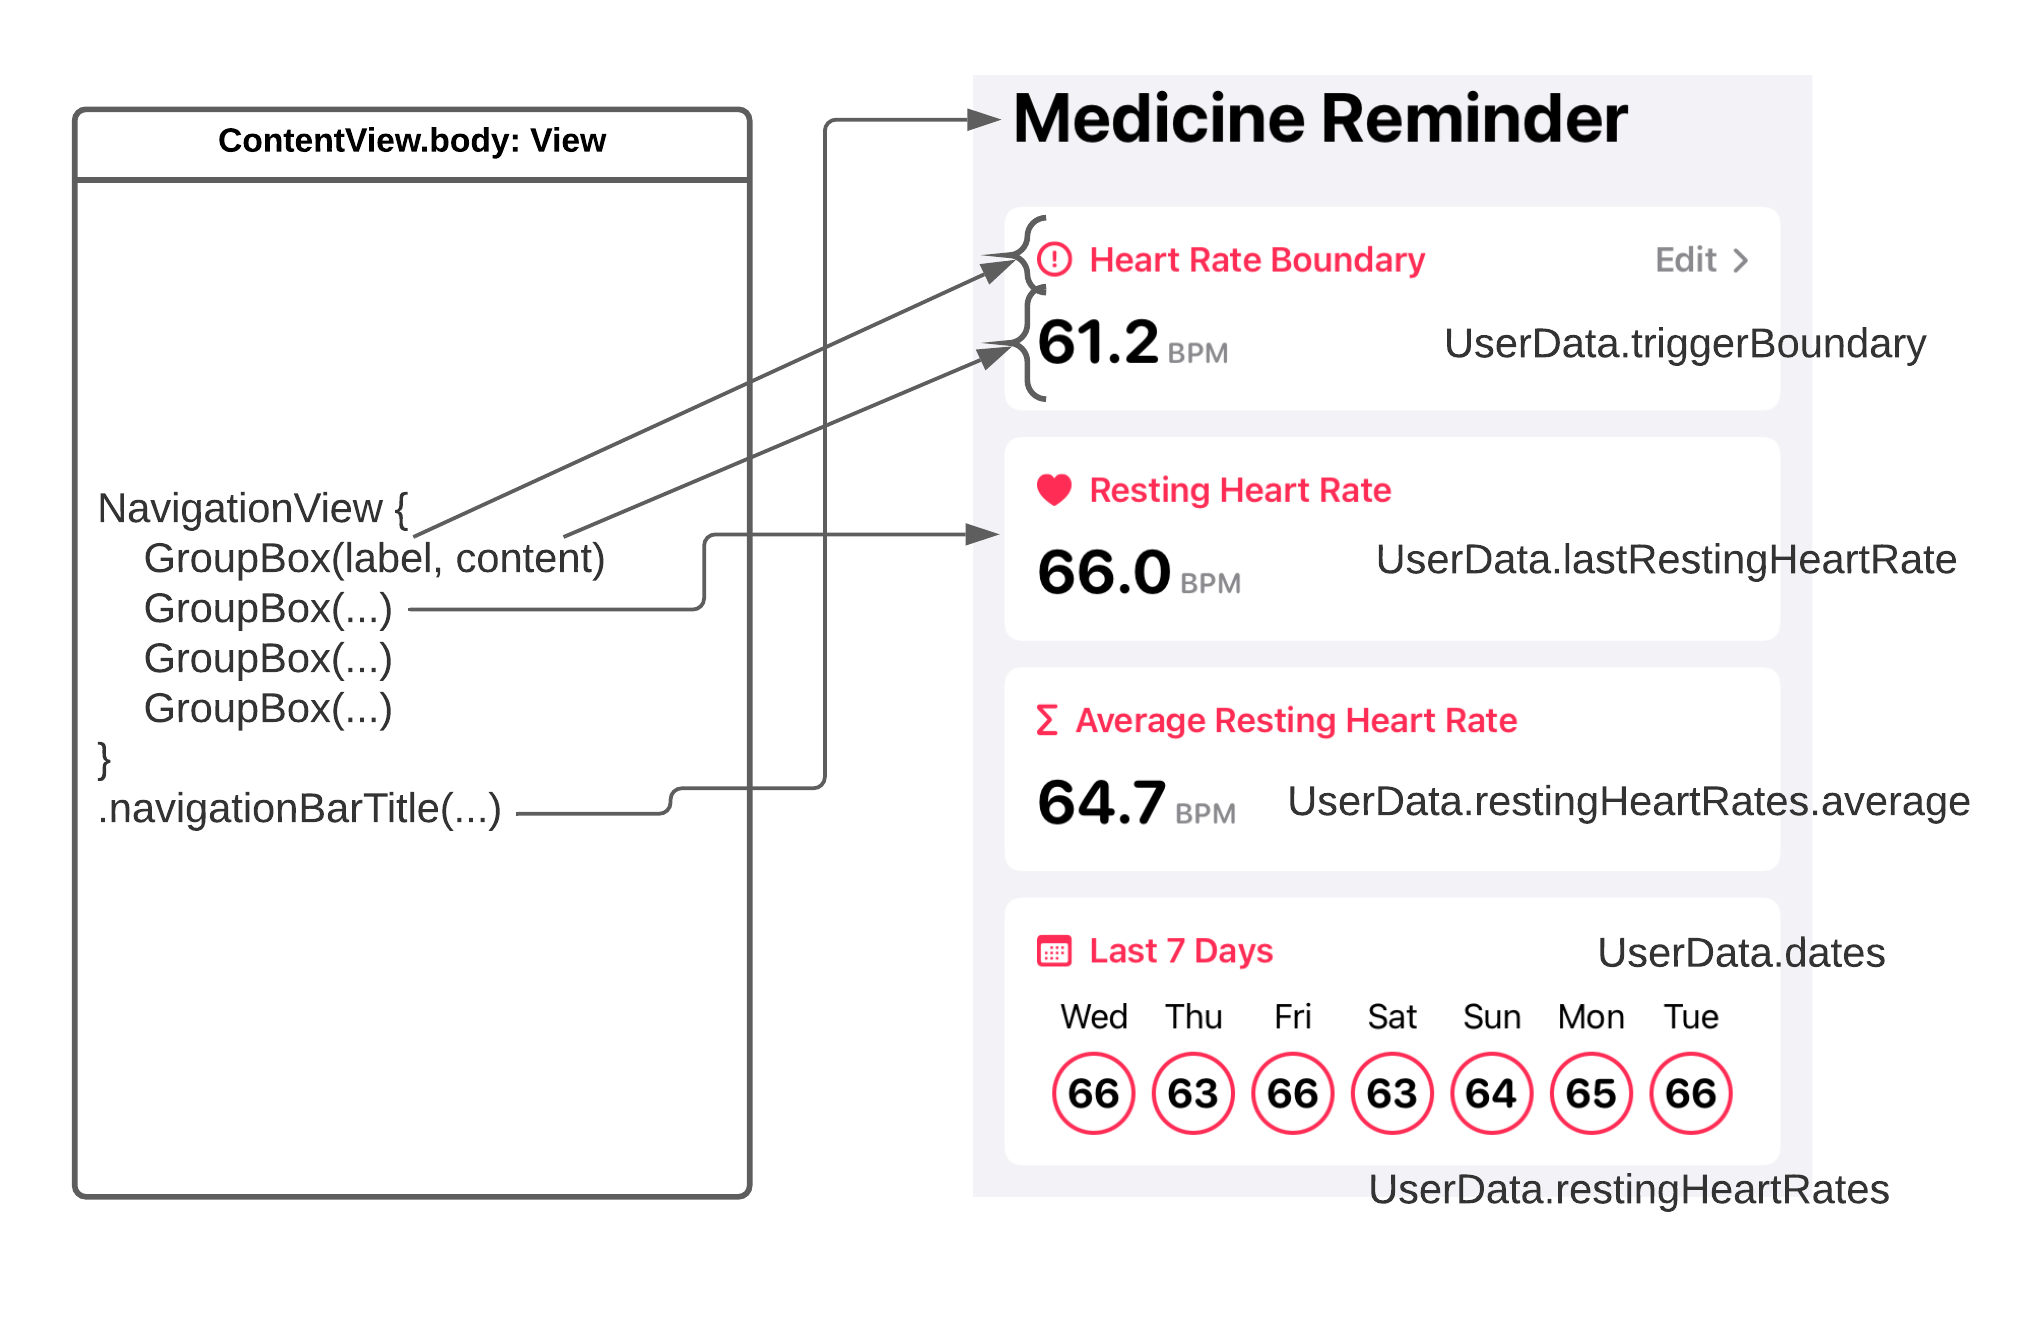 ContentView.body: View
NavigationView {
GroupBox(label, content)
GroupBox(...)
GroupBox(...)
GroupBox(...)
}
.navigationBarTitle(...)
Medicine Reminder
Heart Rate Boundary Edit >
61.2 BPM UserData.triggerBoundary
Resting Heart Rate
66.0 BPM UserData.lastRestingHeartRate
Σ Average Resting Heart Rate
64.7 BPM UserData.restingHeartRates.average
Last 7 Days UserData.dates
Wed Thu Fri Sat Sun Mon Tue
66 63 66 63 64 65 66
UserData.restingHeartRates